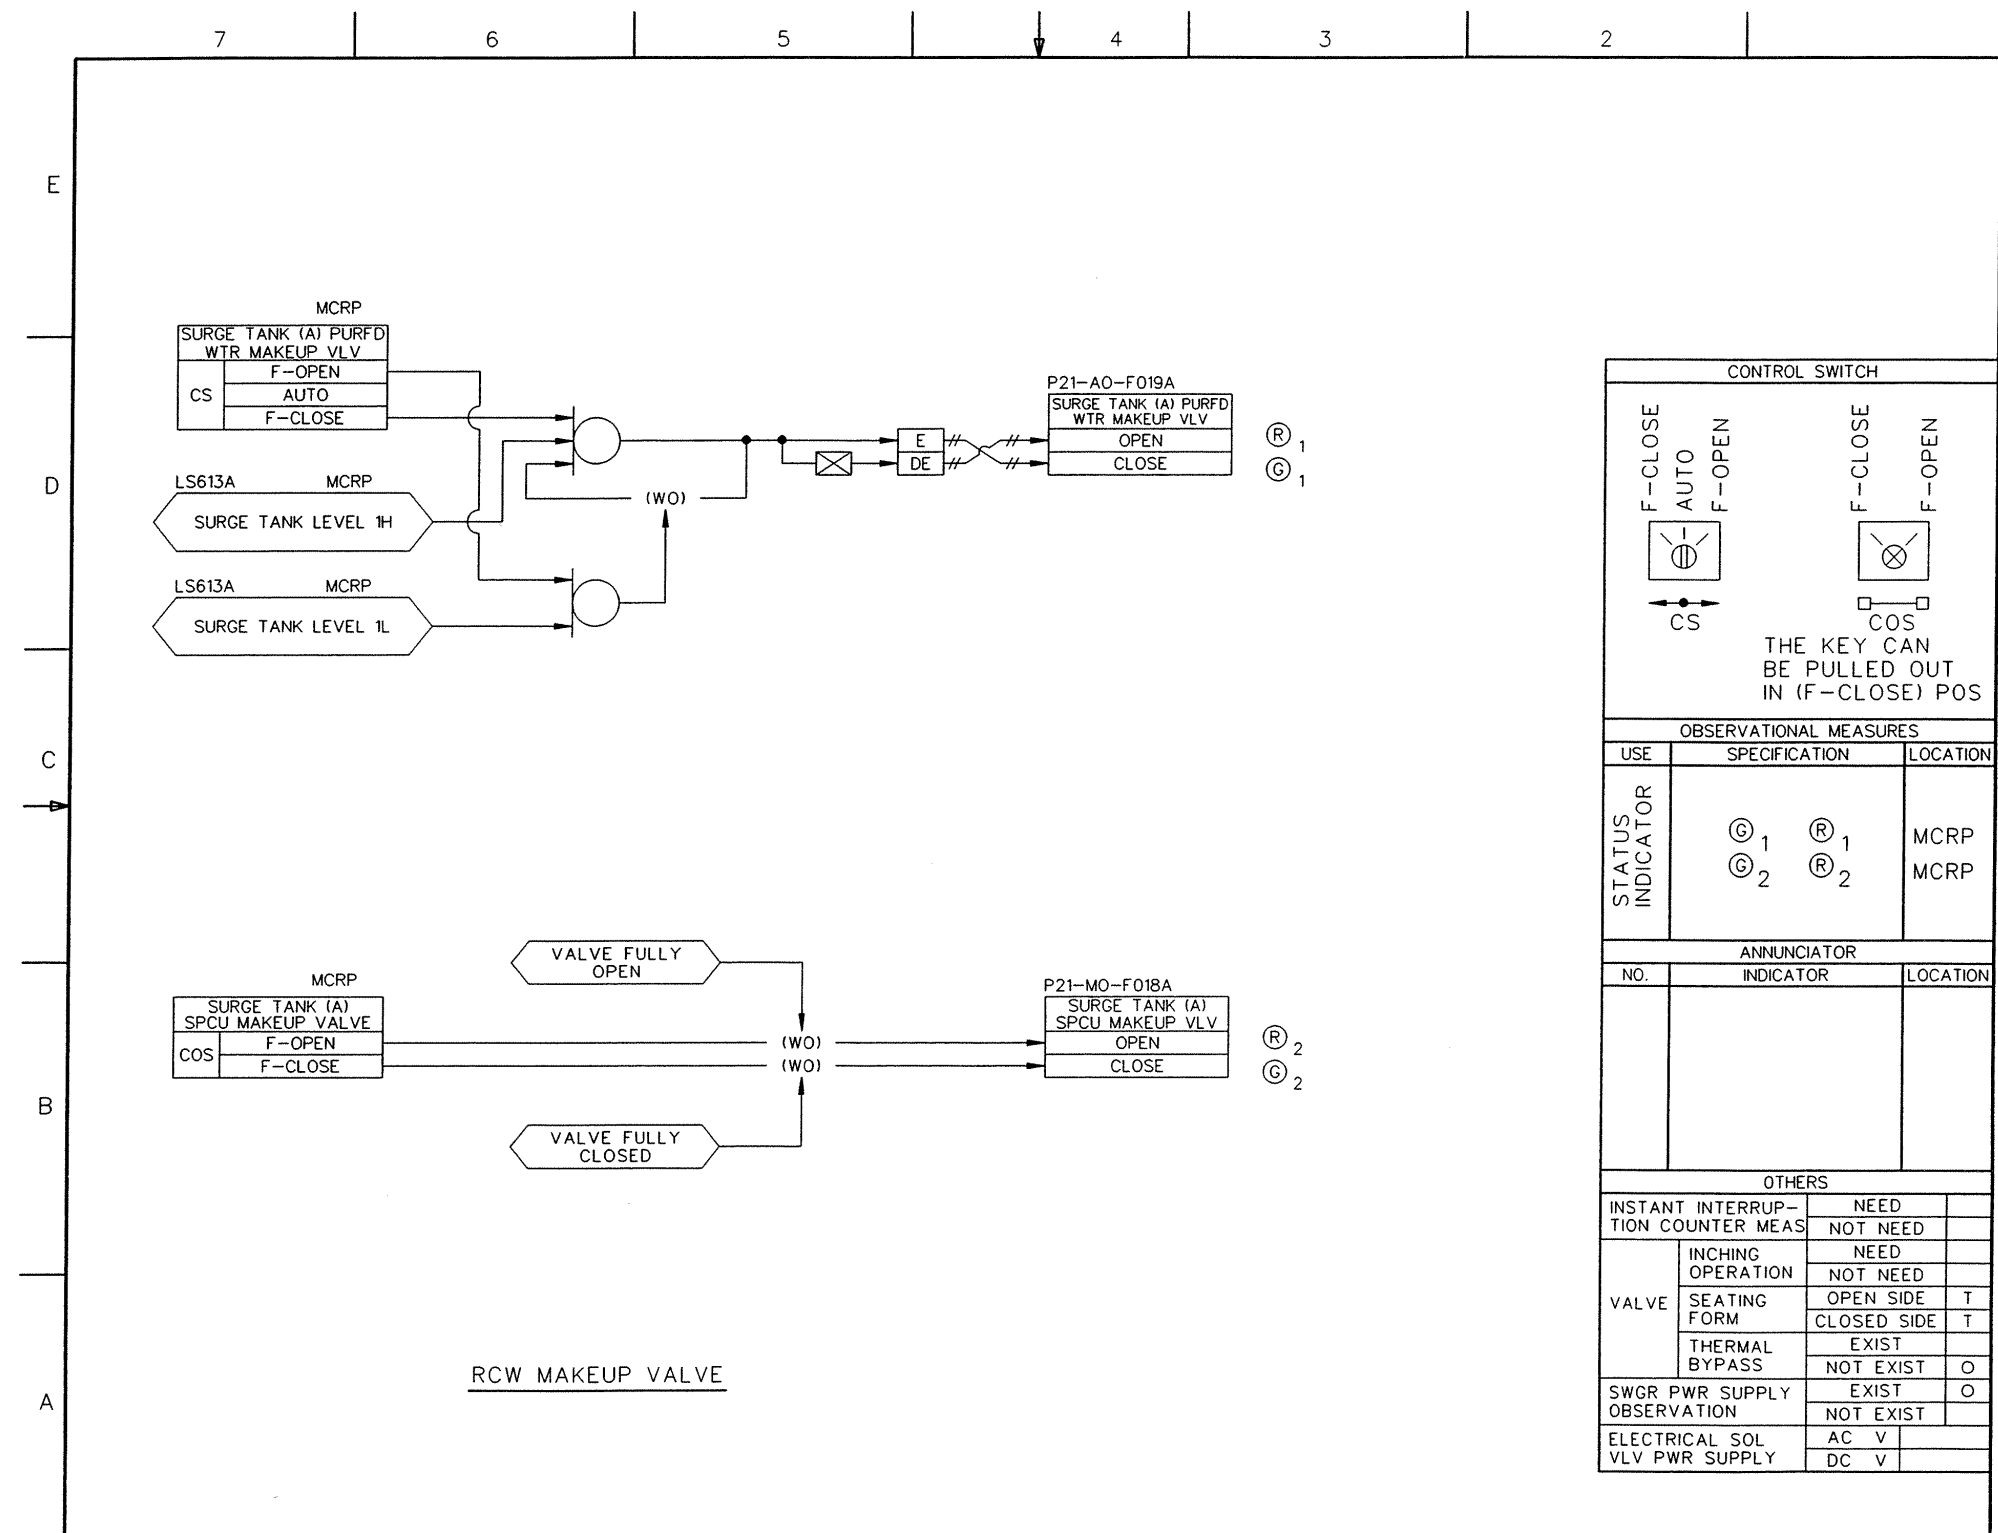 7 6 5 4 3 2
E
D
C
B
A
MCRP
SURGE TANK (A) PURFD
WTR MAKEUP VLV
CS
F-OPEN
AUTO
F-CLOSE
LS613A MCRP
SURGE TANK LEVEL 1H
LS613A MCRP
SURGE TANK LEVEL 1L
(WO)
E
DE
P21-AO-F019A
SURGE TANK (A) PURFD
WTR MAKEUP VLV
OPEN
CLOSE
R 1
G 1
VALVE FULLY
OPEN
MCRP
SURGE TANK (A)
SPCU MAKEUP VALVE
COS
F-OPEN
F-CLOSE
(WO)
(WO)
VALVE FULLY
CLOSED
P21-MO-F018A
SURGE TANK (A)
SPCU MAKEUP VLV
OPEN
CLOSE
R 2
G 2
RCW MAKEUP VALVE
CONTROL SWITCH
F-CLOSE
AUTO
F-OPEN
CS
F-CLOSE
F-OPEN
COS
THE KEY CAN
BE PULLED OUT
IN (F-CLOSE) POS
OBSERVATIONAL MEASURES
USE SPECIFICATION LOCATION
STATUS
INDICATOR
G 1 R 1 MCRP
G 2 R 2 MCRP
ANNUNCIATOR
NO. INDICATOR LOCATION
OTHERS
INSTANT INTERRUP-
TION COUNTER MEAS
NEED
NOT NEED
VALVE
INCHING
OPERATION
NEED
NOT NEED
SEATING
FORM
OPEN SIDE T
CLOSED SIDE T
THERMAL
BYPASS
EXIST
NOT EXIST O
SWGR PWR SUPPLY
OBSERVATION
EXIST O
NOT EXIST
ELECTRICAL SOL
VLV PWR SUPPLY
AC V
DC V